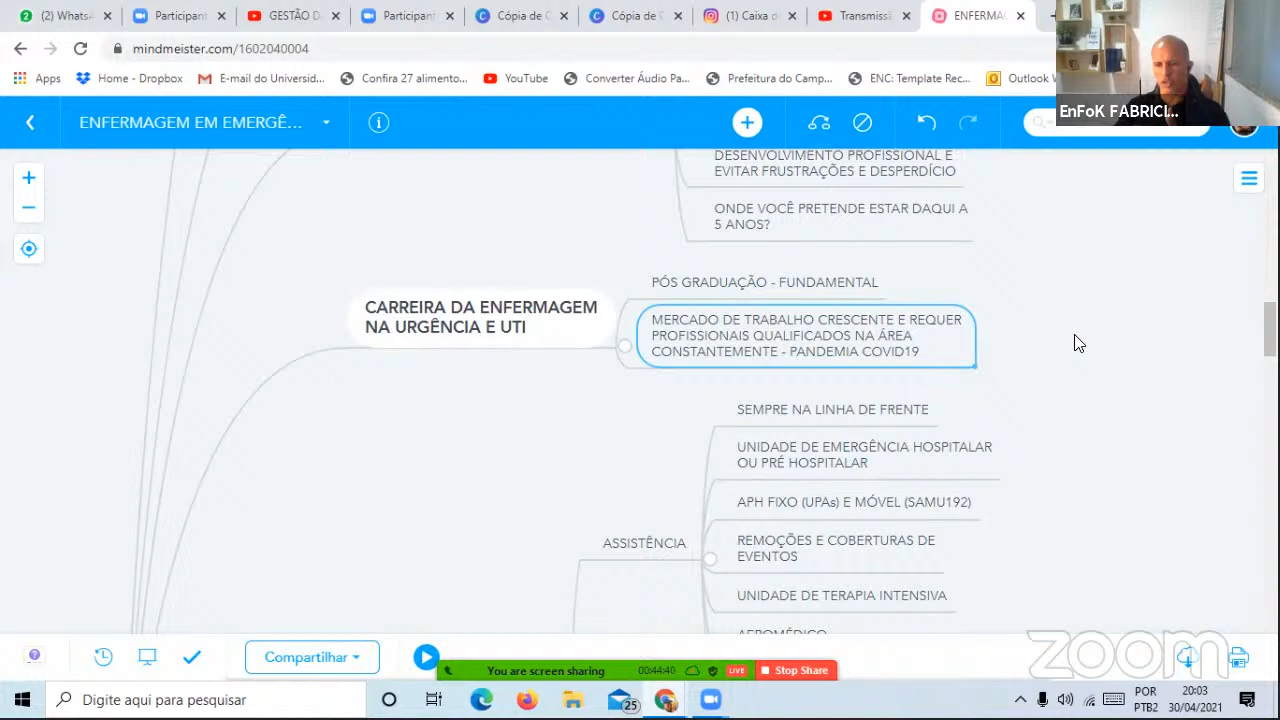 (2) WhatsA
Participant
GESTÃO D
Participant
Cópia de C
Cópia de C
(1) Caixa d
Transmissã
ENFERMA
mindmeister.com/1602040004
Apps
Home - Dropbox
E-mail do Universid...
Confira 27 alimento...
YouTube
Converter Áudio Pa...
Prefeitura do Camp...
ENC: Template Rec...
Outlook W
EnFoK FABRICI...
ENFERMAGEM EM EMERGÊ...
DESENVOLVIMENTO PROFISSIONAL E
EVITAR FRUSTRAÇÕES E DESPERDÍCIO
ONDE VOCÊ PRETENDE ESTAR DAQUI A
5 ANOS?
CARREIRA DA ENFERMAGEM
NA URGÊNCIA E UTI
PÓS GRADUAÇÃO - FUNDAMENTAL
MERCADO DE TRABALHO CRESCENTE E REQUER
PROFISSIONAIS QUALIFICADOS NA ÁREA
CONSTANTEMENTE - PANDEMIA COVID19
SEMPRE NA LINHA DE FRENTE
UNIDADE DE EMERGÊNCIA HOSPITALAR
OU PRÉ HOSPITALAR
APH FIXO (UPAs) E MÓVEL (SAMU192)
ASSISTÊNCIA
REMOÇÕES E COBERTURAS DE
EVENTOS
UNIDADE DE TERAPIA INTENSIVA
AEROMÉDICO
Compartilhar
zoom
You are screen sharing
00:44:40
LIVE
Stop Share
Digite aqui para pesquisar
25
POR
PTB2
20:03
30/04/2021